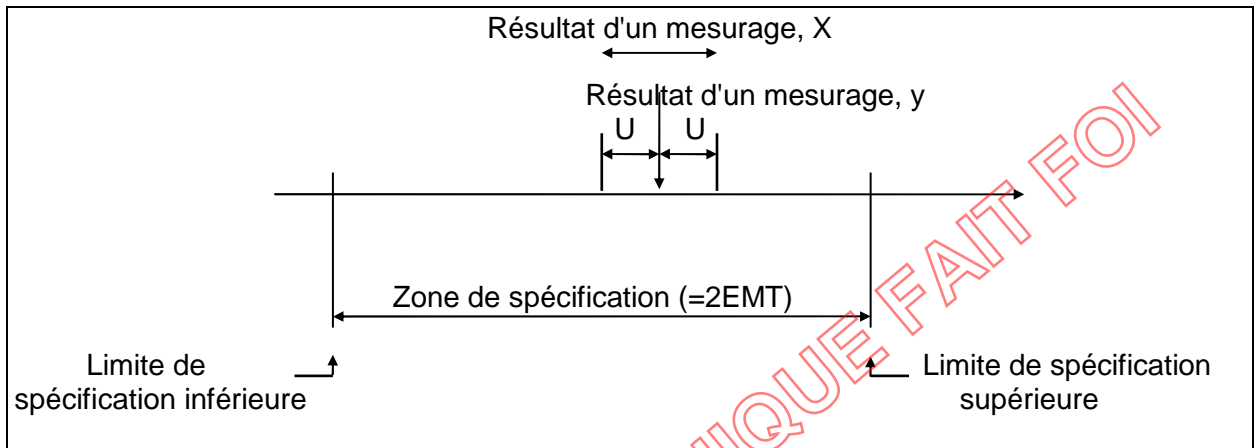 Résultat d'un mesurage, X
Résultat d'un mesurage, y
U U
Zone de spécification (=2EMT)
Limite de
spécification inférieure
Limite de spécification
supérieure
FAIT FOI